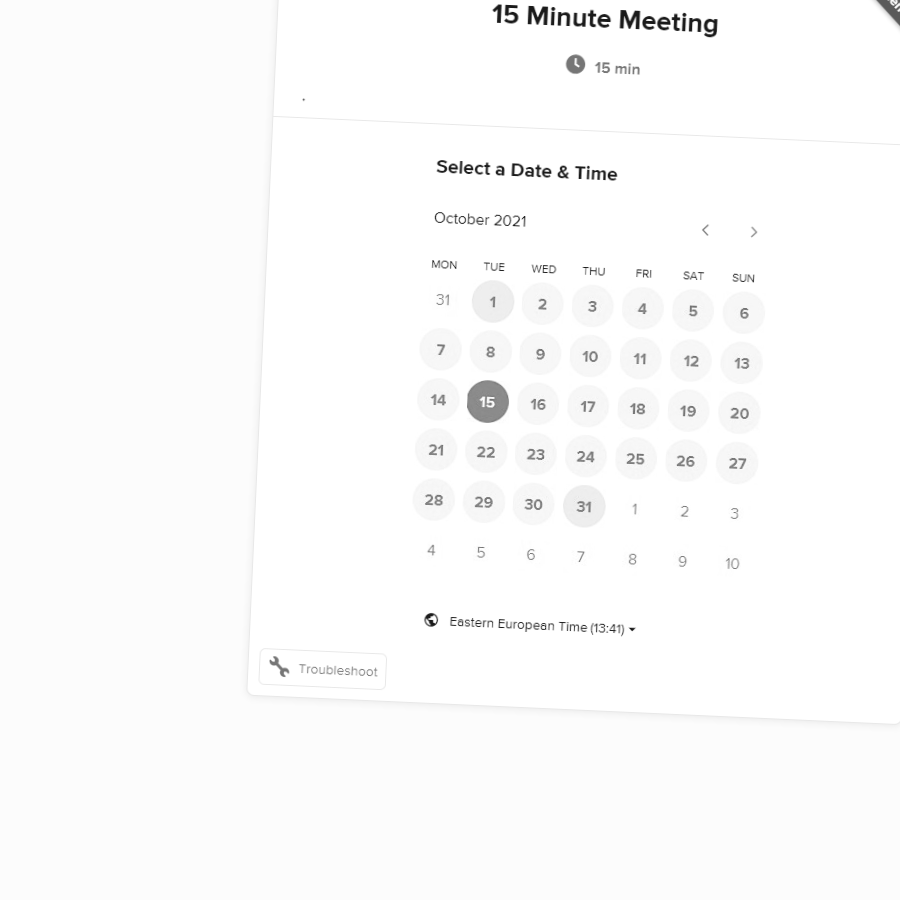 15 Minute Meeting
15 min
.
Select a Date & Time
October 2021
MON TUE WED THU FRI SAT SUN
31 1 2 3 4 5 6
7 8 9 10 11 12 13
14 15 16 17 18 19 20
21 22 23 24 25 26 27
28 29 30 31 1 2 3
4 5 6 7 8 9 10
Eastern European Time (13:41)
Troubleshoot